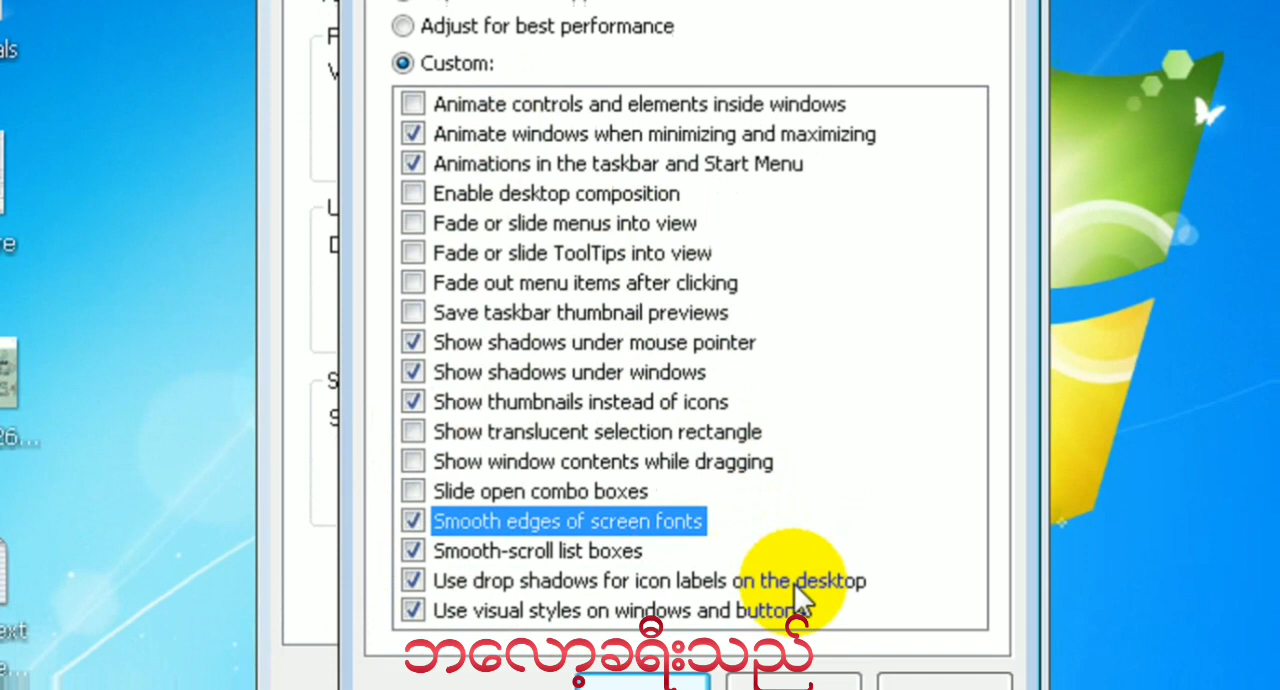 Adjust for best performance
Custom:
Animate controls and elements inside windows
Animate windows when minimizing and maximizing
Animations in the taskbar and Start Menu
Enable desktop composition
Fade or slide menus into view
Fade or slide ToolTips into view
Fade out menu items after clicking
Save taskbar thumbnail previews
Show shadows under mouse pointer
Show shadows under windows
Show thumbnails instead of icons
Show translucent selection rectangle
Show window contents while dragging
Slide open combo boxes
Smooth edges of screen fonts
Smooth-scroll list boxes
Use drop shadows for icon labels on the desktop
Use visual styles on windows and buttons
ဘလော့ခရီးသည်